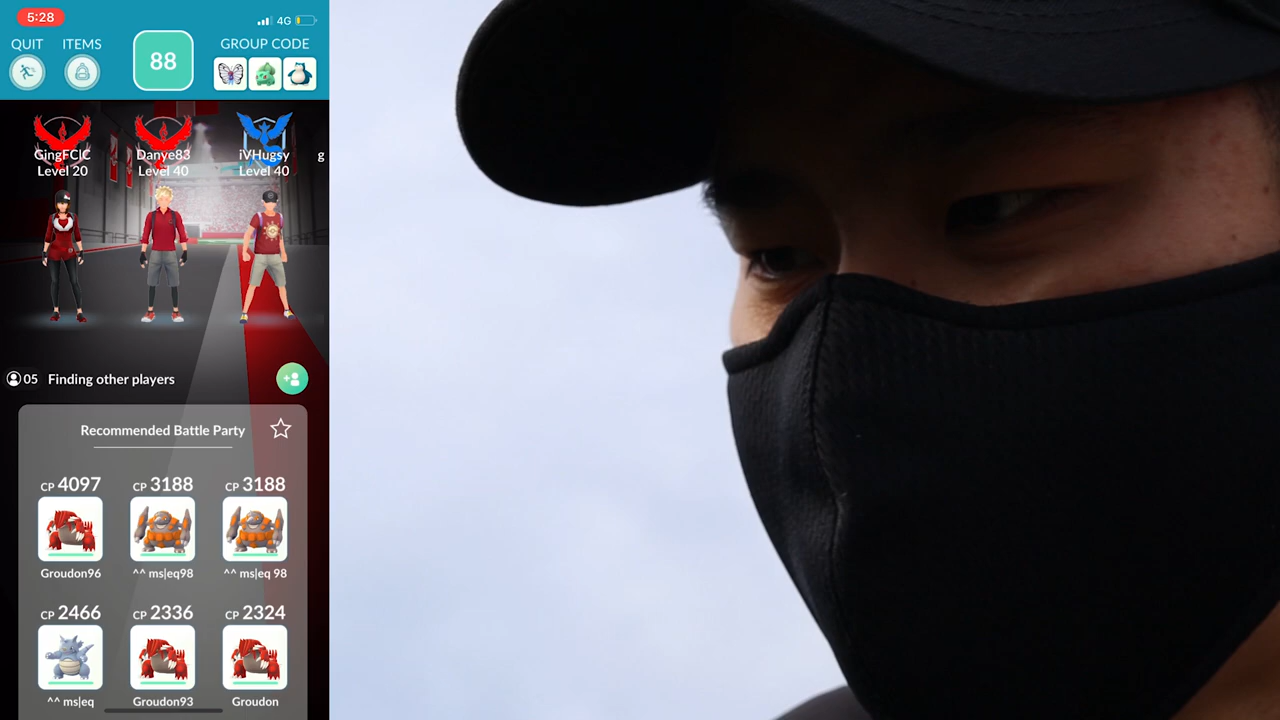 5:28
4G
QUIT ITEMS 88 GROUP CODE
GingFCIC Danye83 iVHugsy g
Level 20 Level 40 Level 40
05 Finding other players
Recommended Battle Party
CP 4097 CP 3188 CP 3188
Groudon96 ^^ ms|eq98 ^^ ms|eq 98
CP 2466 CP 2336 CP 2324
^^ ms|eq Groudon93 Groudon